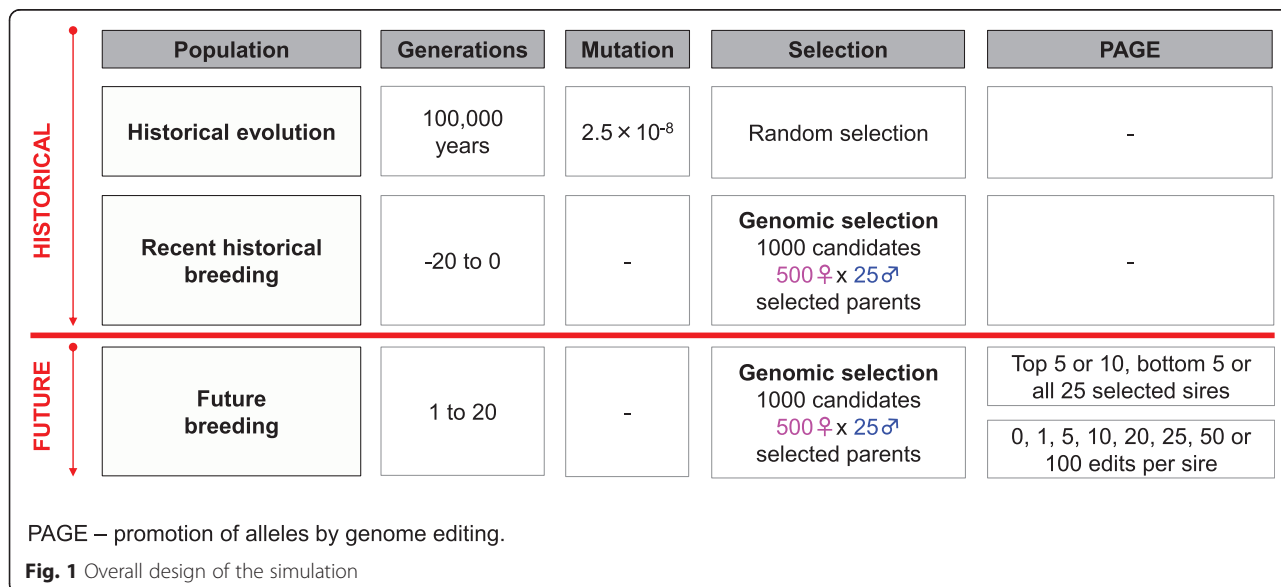 HISTORICAL
Population
Generations
Mutation
Selection
PAGE
Historical evolution
100,000
years
2.5 × 10⁻⁸
Random selection
-
Recent historical
breeding
-20 to 0
-
Genomic selection
1000 candidates
500♀ x 25♂
selected parents
-
FUTURE
Future
breeding
1 to 20
-
Genomic selection
1000 candidates
500♀ x 25♂
selected parents
Top 5 or 10, bottom 5 or
all 25 selected sires
0, 1, 5, 10, 20, 25, 50 or
100 edits per sire
PAGE – promotion of alleles by genome editing.
Fig. 1 Overall design of the simulation